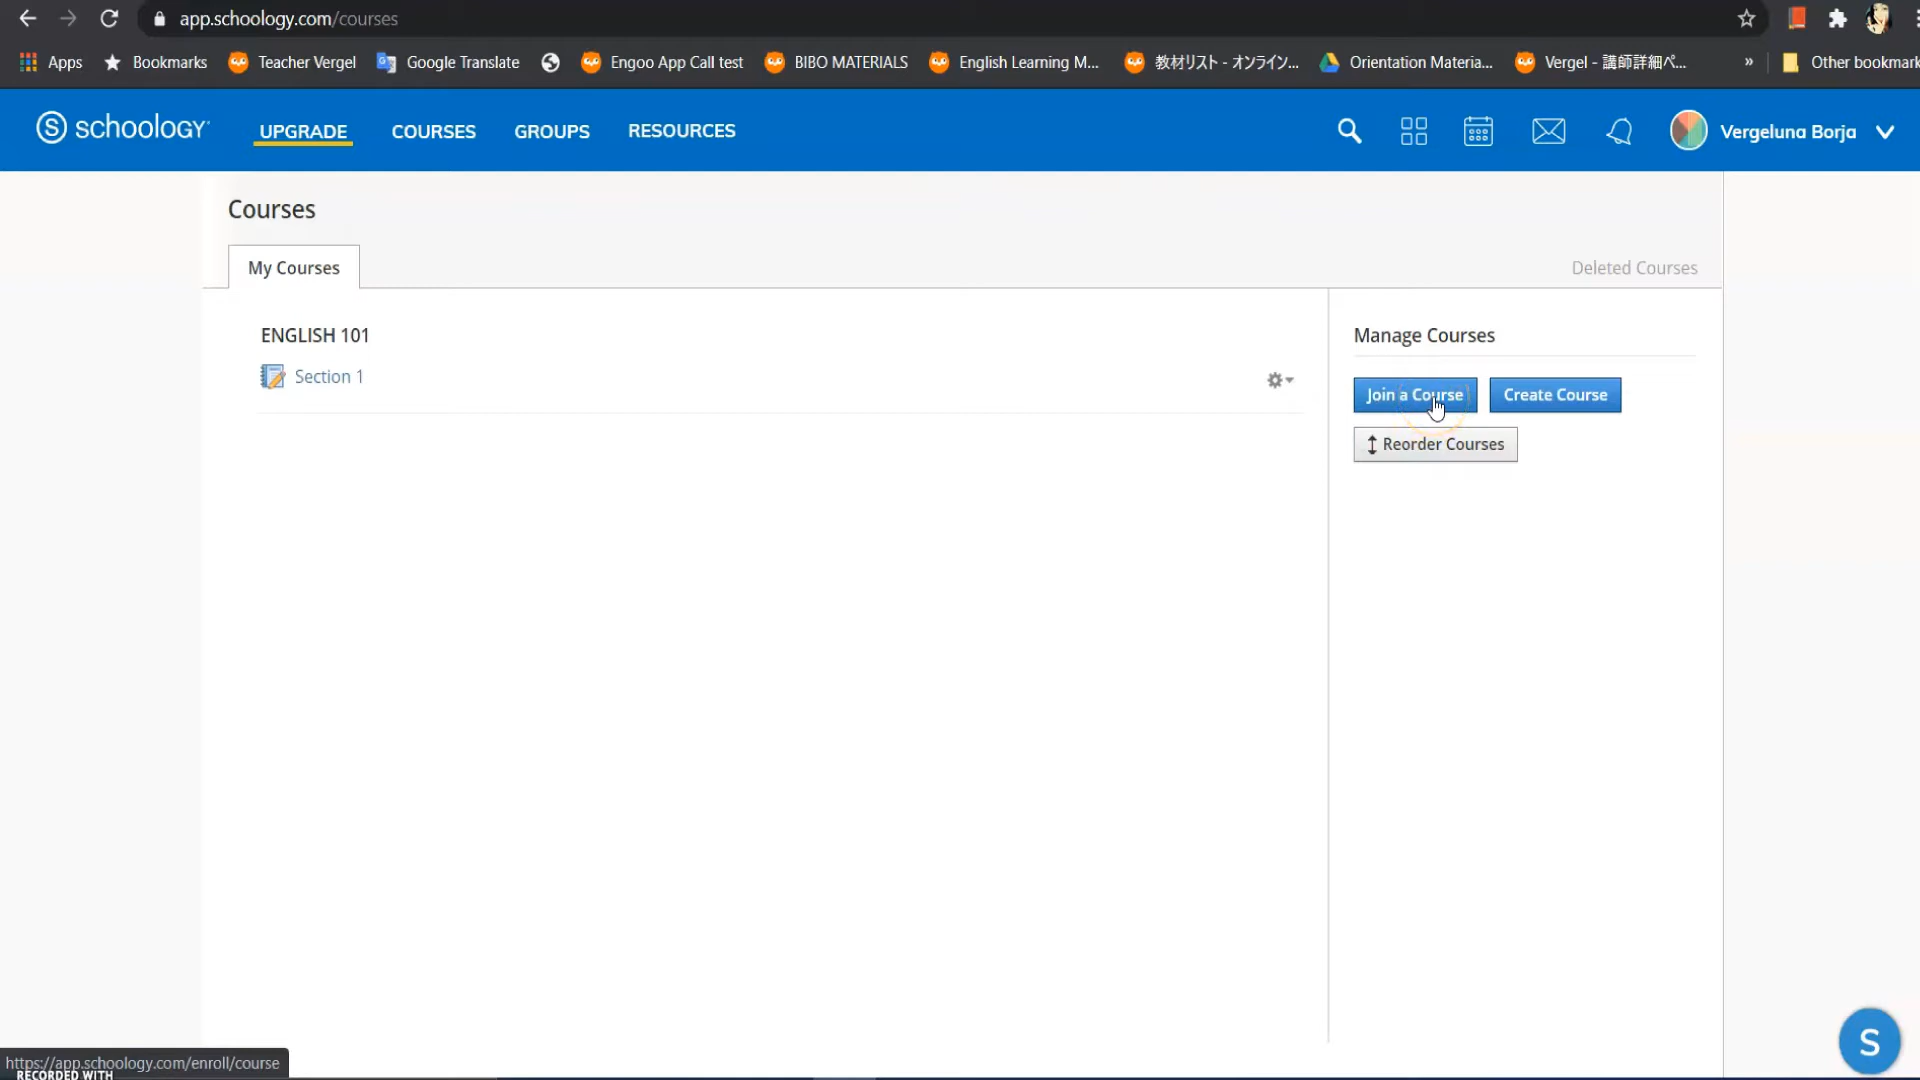 app.schoology.com/courses
Apps Bookmarks Teacher Vergel Google Translate Engoo App Call test BIBO MATERIALS English Learning M... 教材リスト - オンライン... Orientation Materia... Vergel - 講師詳細ペ... » Other bookmark
schoology UPGRADE COURSES GROUPS RESOURCES Vergeluna Borja
Courses
My Courses Deleted Courses
ENGLISH 101 Manage Courses
Section 1
Join a Course Create Course
Reorder Courses
S
https://app.schoology.com/enroll/course
RECORDED WITH